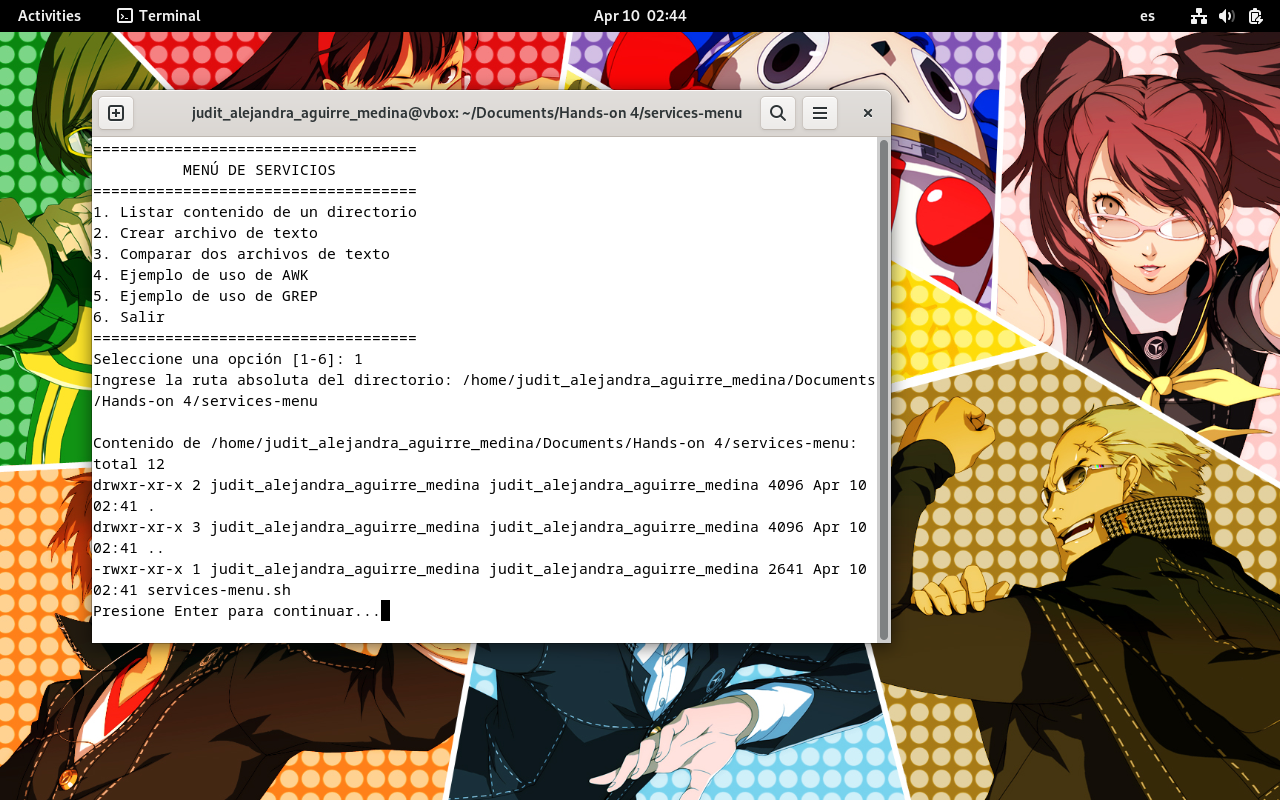 Activities Terminal Apr 10 02:44 es
judit_alejandra_aguirre_medina@vbox: ~/Documents/Hands-on 4/services-menu
====================================
MENÚ DE SERVICIOS
====================================
1. Listar contenido de un directorio
2. Crear archivo de texto
3. Comparar dos archivos de texto
4. Ejemplo de uso de AWK
5. Ejemplo de uso de GREP
6. Salir
====================================
Seleccione una opción [1-6]: 1
Ingrese la ruta absoluta del directorio: /home/judit_alejandra_aguirre_medina/Documents
/Hands-on 4/services-menu
Contenido de /home/judit_alejandra_aguirre_medina/Documents/Hands-on 4/services-menu:
total 12
drwxr-xr-x 2 judit_alejandra_aguirre_medina judit_alejandra_aguirre_medina 4096 Apr 10
02:41 .
drwxr-xr-x 3 judit_alejandra_aguirre_medina judit_alejandra_aguirre_medina 4096 Apr 10
02:41 ..
-rwxr-xr-x 1 judit_alejandra_aguirre_medina judit_alejandra_aguirre_medina 2641 Apr 10
02:41 services-menu.sh
Presione Enter para continuar...